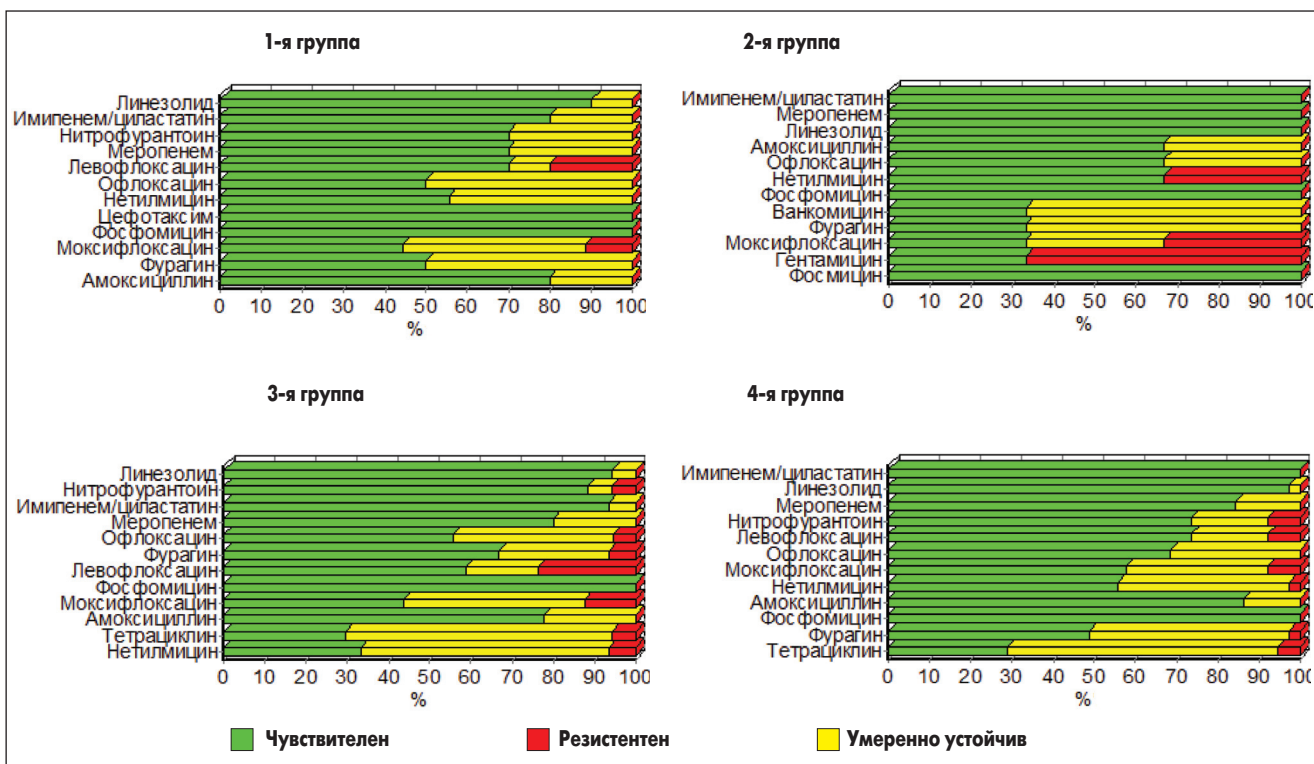 1-я группа
Линезолид
Имипенем/циластатин
Нитрофурантоин
Меропенем
Левофлоксацин
Офлоксацин
Нетилмицин
Цефотаксим
Фосфомицин
Моксифлоксацин
Фурагин
Амоксициллин
0 10 20 30 40 50 60 70 80 90 100
%
2-я группа
Имипенем/циластатин
Меропенем
Линезолид
Амоксициллин
Офлоксацин
Нетилмицин
Фосфомицин
Ванкомицин
Фурагин
Моксифлоксацин
Гентамицин
Фосмицин
0 10 20 30 40 50 60 70 80 90 100
%
3-я группа
Линезолид
Нитрофурантоин
Имипенем/циластатин
Меропенем
Офлоксацин
Фурагин
Левофлоксацин
Фосфомицин
Моксифлоксацин
Амоксициллин
Тетрациклин
Нетилмицин
0 10 20 30 40 50 60 70 80 90 100
%
4-я группа
Имипенем/циластатин
Линезолид
Меропенем
Нитрофурантоин
Левофлоксацин
Офлоксацин
Моксифлоксацин
Нетилмицин
Амоксициллин
Фосфомицин
Фурагин
Тетрациклин
0 10 20 30 40 50 60 70 80 90 100
%
Чувствителен Резистентен Умеренно устойчив